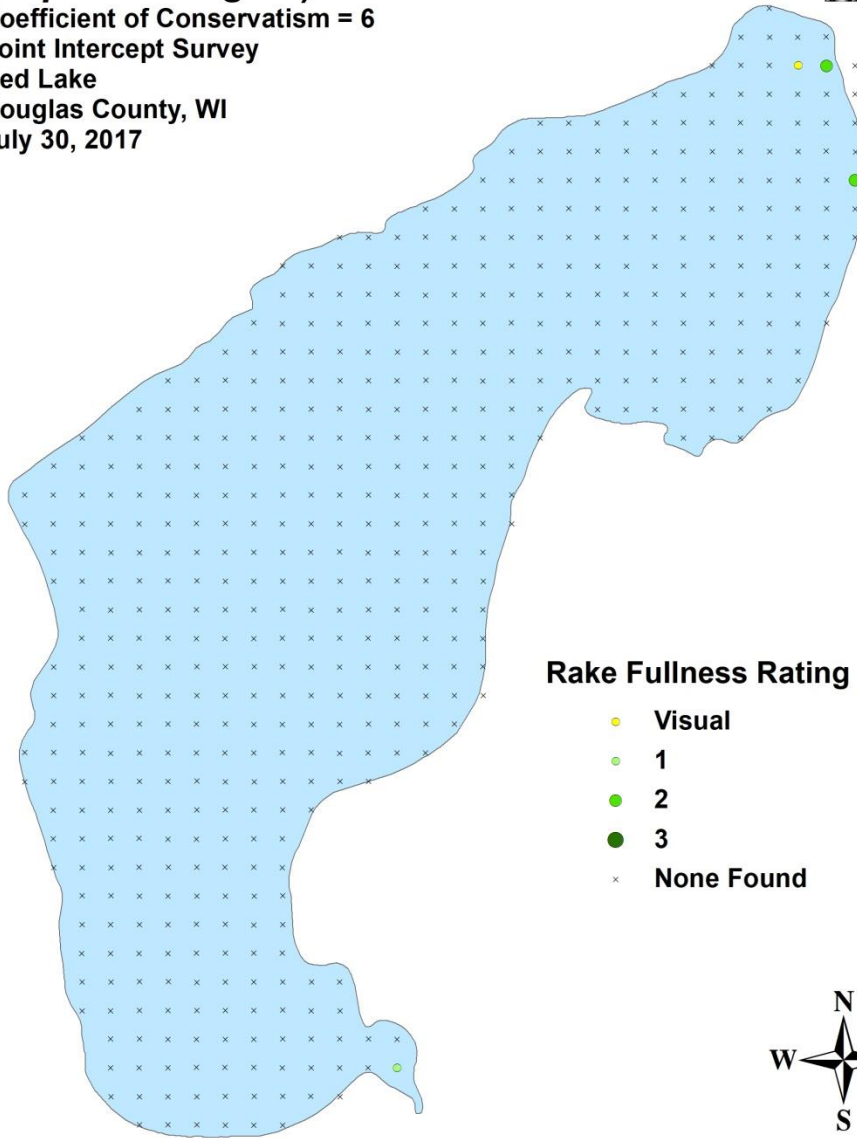 oefficient of Conservatism = 6
oint Intercept Survey
ed Lake
ouglas County, WI
uly 30, 2017
Rake Fullness Rating
Visual
1
2
3
None Found
N
W
S